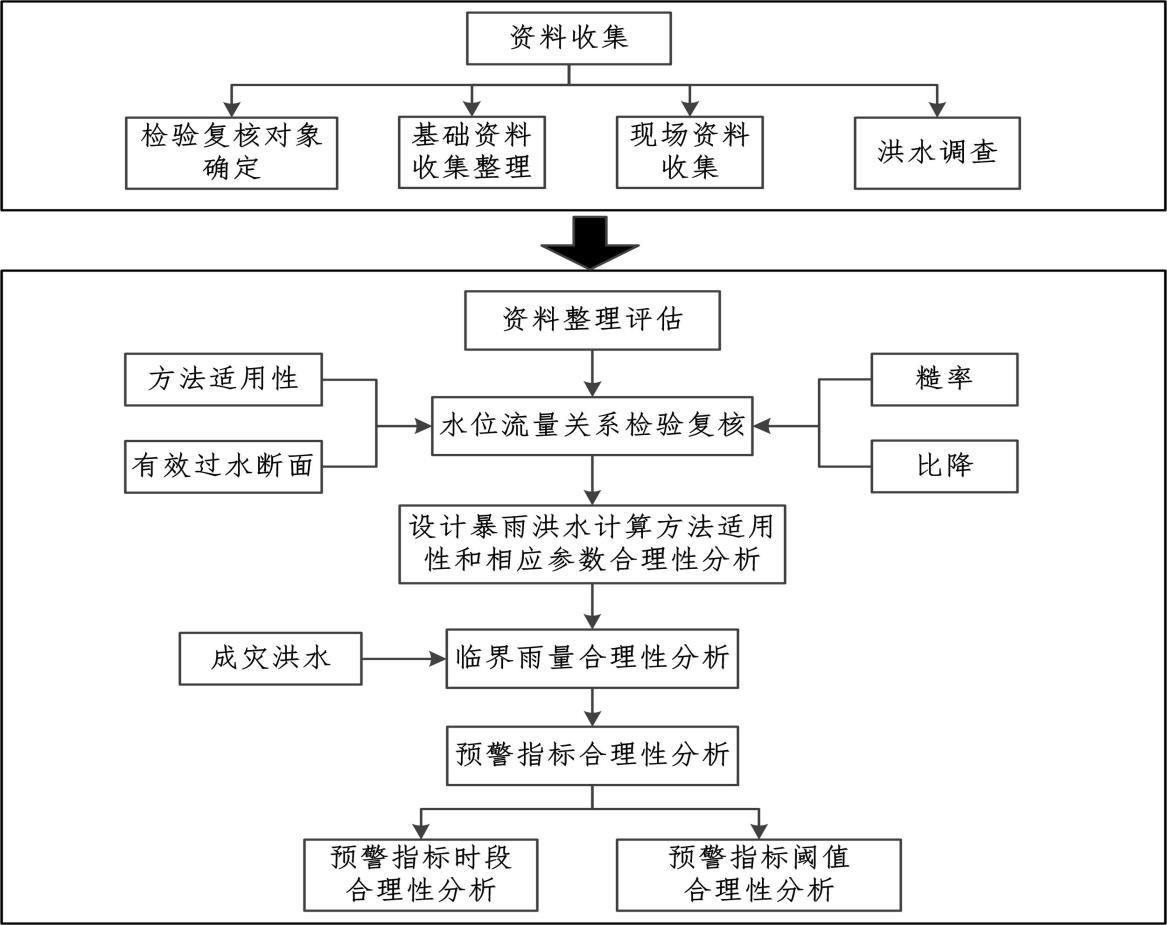 资料收集
检验复核对象
确定
基础资料
收集整理
现场资料
收集
洪水调查
资料整理评估
方法适用性
有效过水断面
水位流量关系检验复核
糙率
比降
设计暴雨洪水计算方法适用
性和相应参数合理性分析
成灾洪水
临界雨量合理性分析
预警指标合理性分析
预警指标时段
合理性分析
预警指标阈值
合理性分析